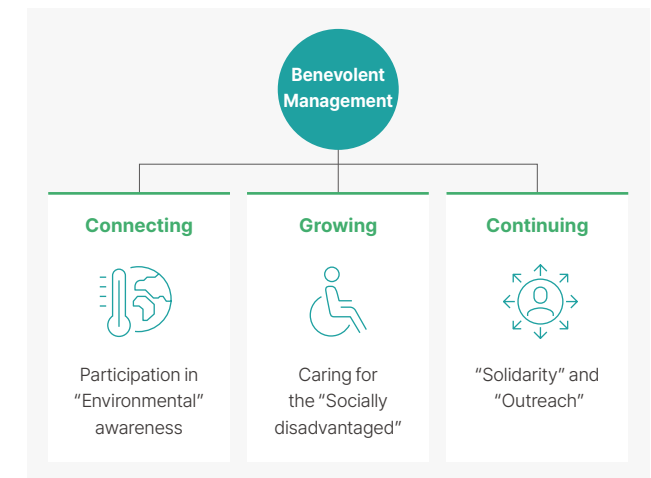 Benevolent
Management
Connecting
Participation in
“Environmental”
awareness
Growing
Caring for
the “Socially
disadvantaged”
Continuing
“Solidarity” and
“Outreach”